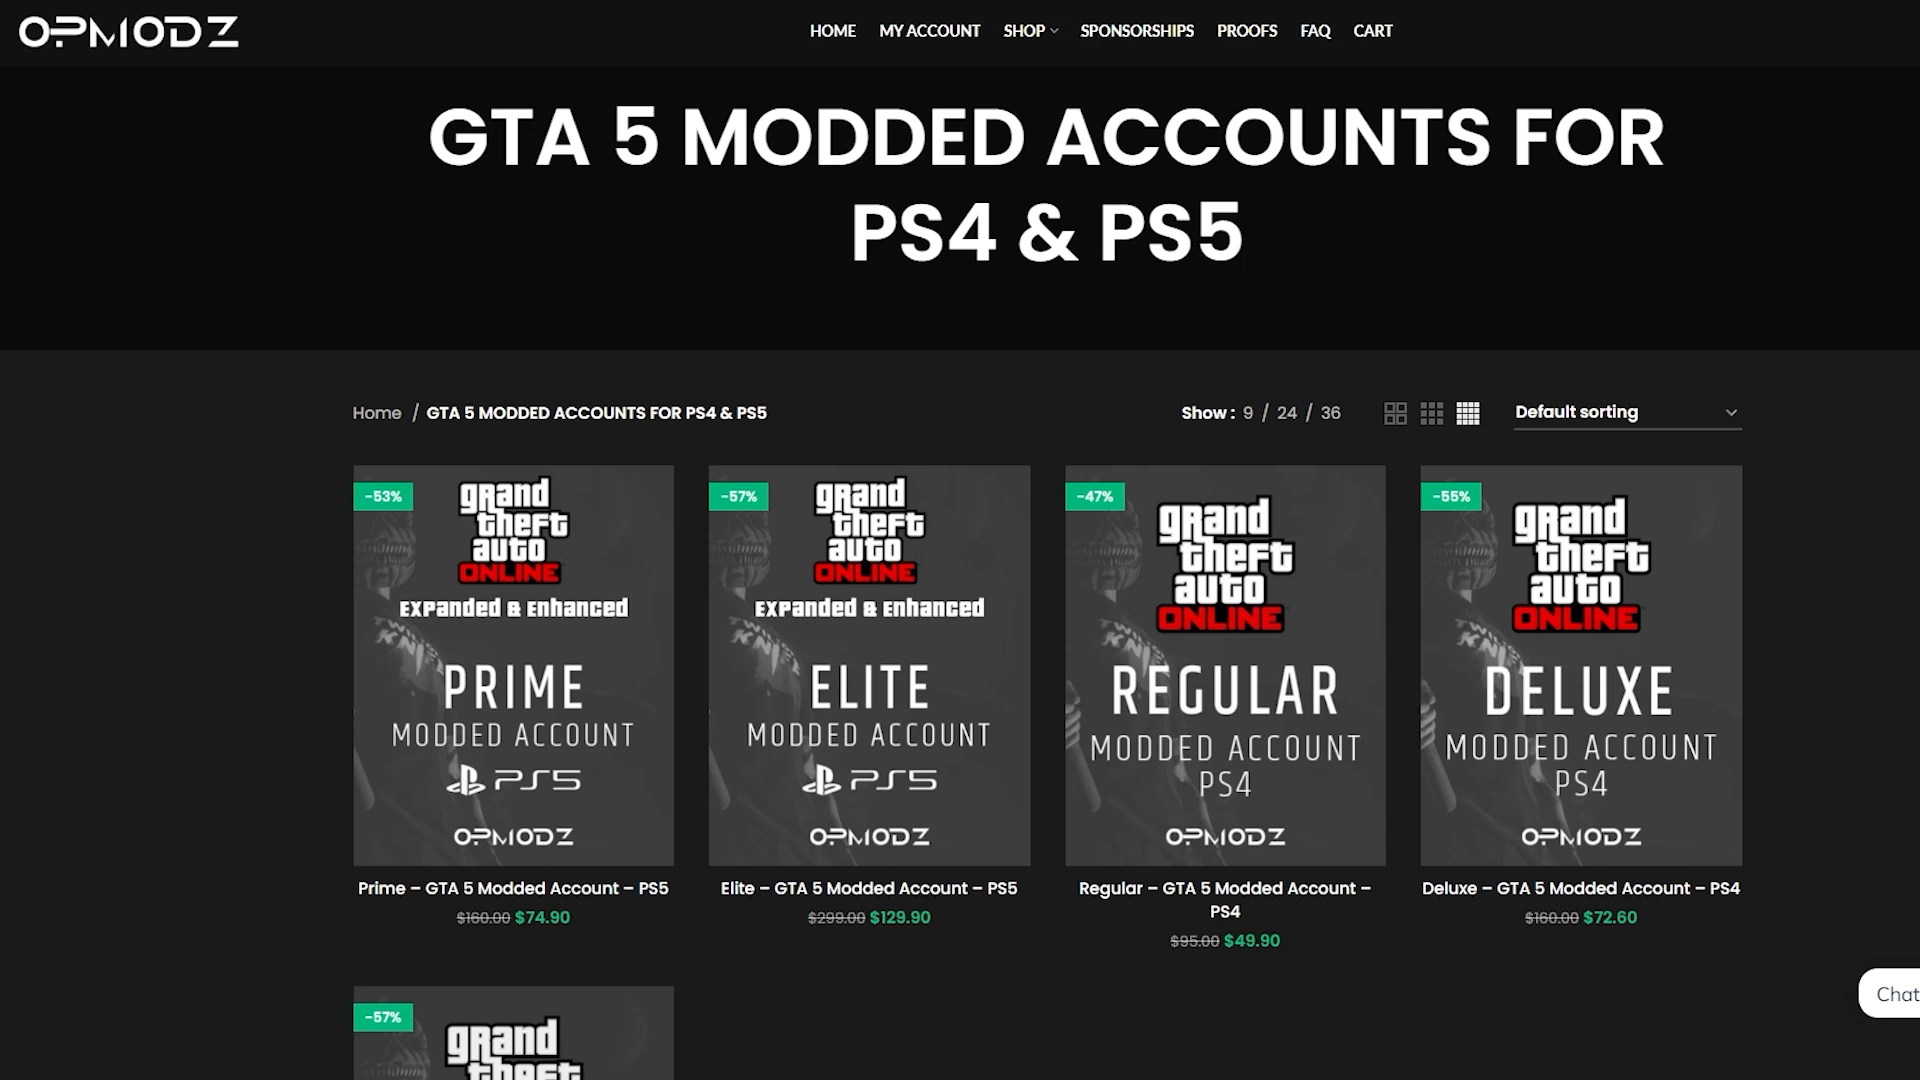 OPMODZ
HOME MY ACCOUNT SHOP SPONSORSHIPS PROOFS FAQ CART
GTA 5 MODDED ACCOUNTS FOR
PS4 & PS5
Home / GTA 5 MODDED ACCOUNTS FOR PS4 & PS5
Show : 9 / 24 / 36
Default sorting
-53%
grand
theft
auto
ONLINE
Expanded & Enhanced
PRIME
MODDED ACCOUNT
PS5
OPMODZ
Prime – GTA 5 Modded Account – PS5
$160.00 $74.90
-57%
grand
theft
auto
ONLINE
Expanded & Enhanced
ELITE
MODDED ACCOUNT
PS5
OPMODZ
Elite – GTA 5 Modded Account – PS5
$299.00 $129.90
-47%
grand
theft
auto
ONLINE
REGULAR
MODDED ACCOUNT
PS4
OPMODZ
Regular – GTA 5 Modded Account –
PS4
$95.00 $49.90
-55%
grand
theft
auto
ONLINE
DELUXE
MODDED ACCOUNT
PS4
OPMODZ
Deluxe – GTA 5 Modded Account – PS4
$160.00 $72.60
-57%
grand
theft
Chat